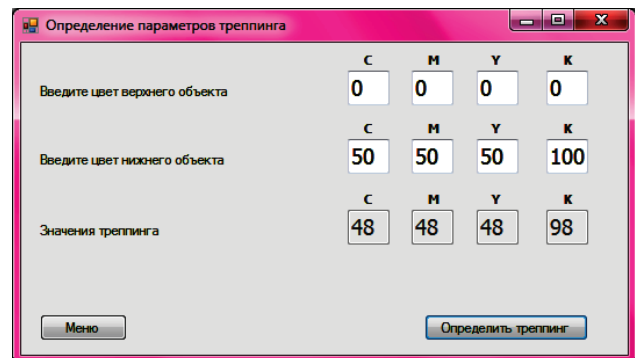 Определение параметров треппинга
C M Y K
Введите цвет верхнего объекта 0 0 0 0
C M Y K
Введите цвет нижнего объекта 50 50 50 100
C M Y K
Значения треппинга 48 48 48 98
Меню Определить треппинг